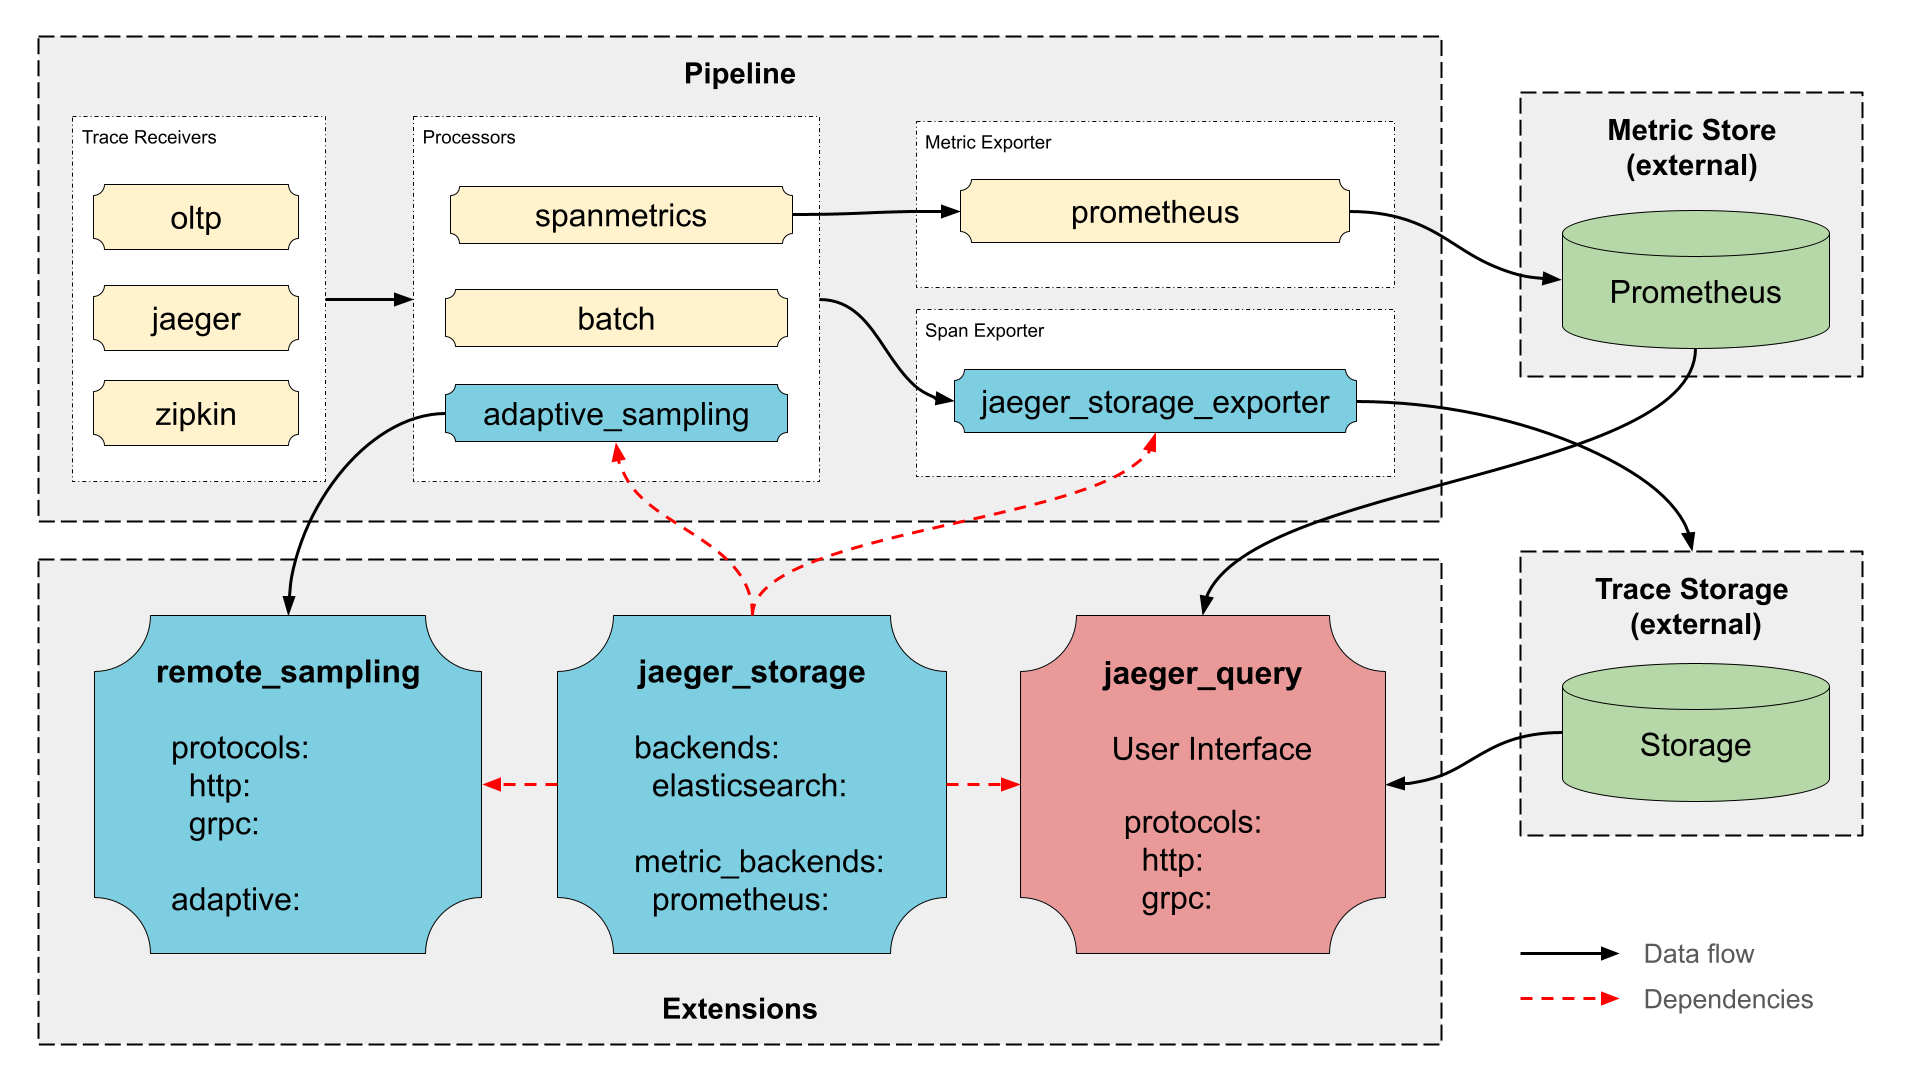 Pipeline
Trace Receivers
oltp
jaeger
zipkin
Processors
spanmetrics
batch
adaptive_sampling
Metric Exporter
prometheus
Span Exporter
jaeger_storage_exporter
Metric Store
(external)
Prometheus
Trace Storage
(external)
Storage
remote_sampling
protocols:
http:
grpc:
adaptive:
jaeger_storage
backends:
elasticsearch:
metric_backends:
prometheus:
jaeger_query
User Interface
protocols:
http:
grpc:
Extensions
Data flow
Dependencies